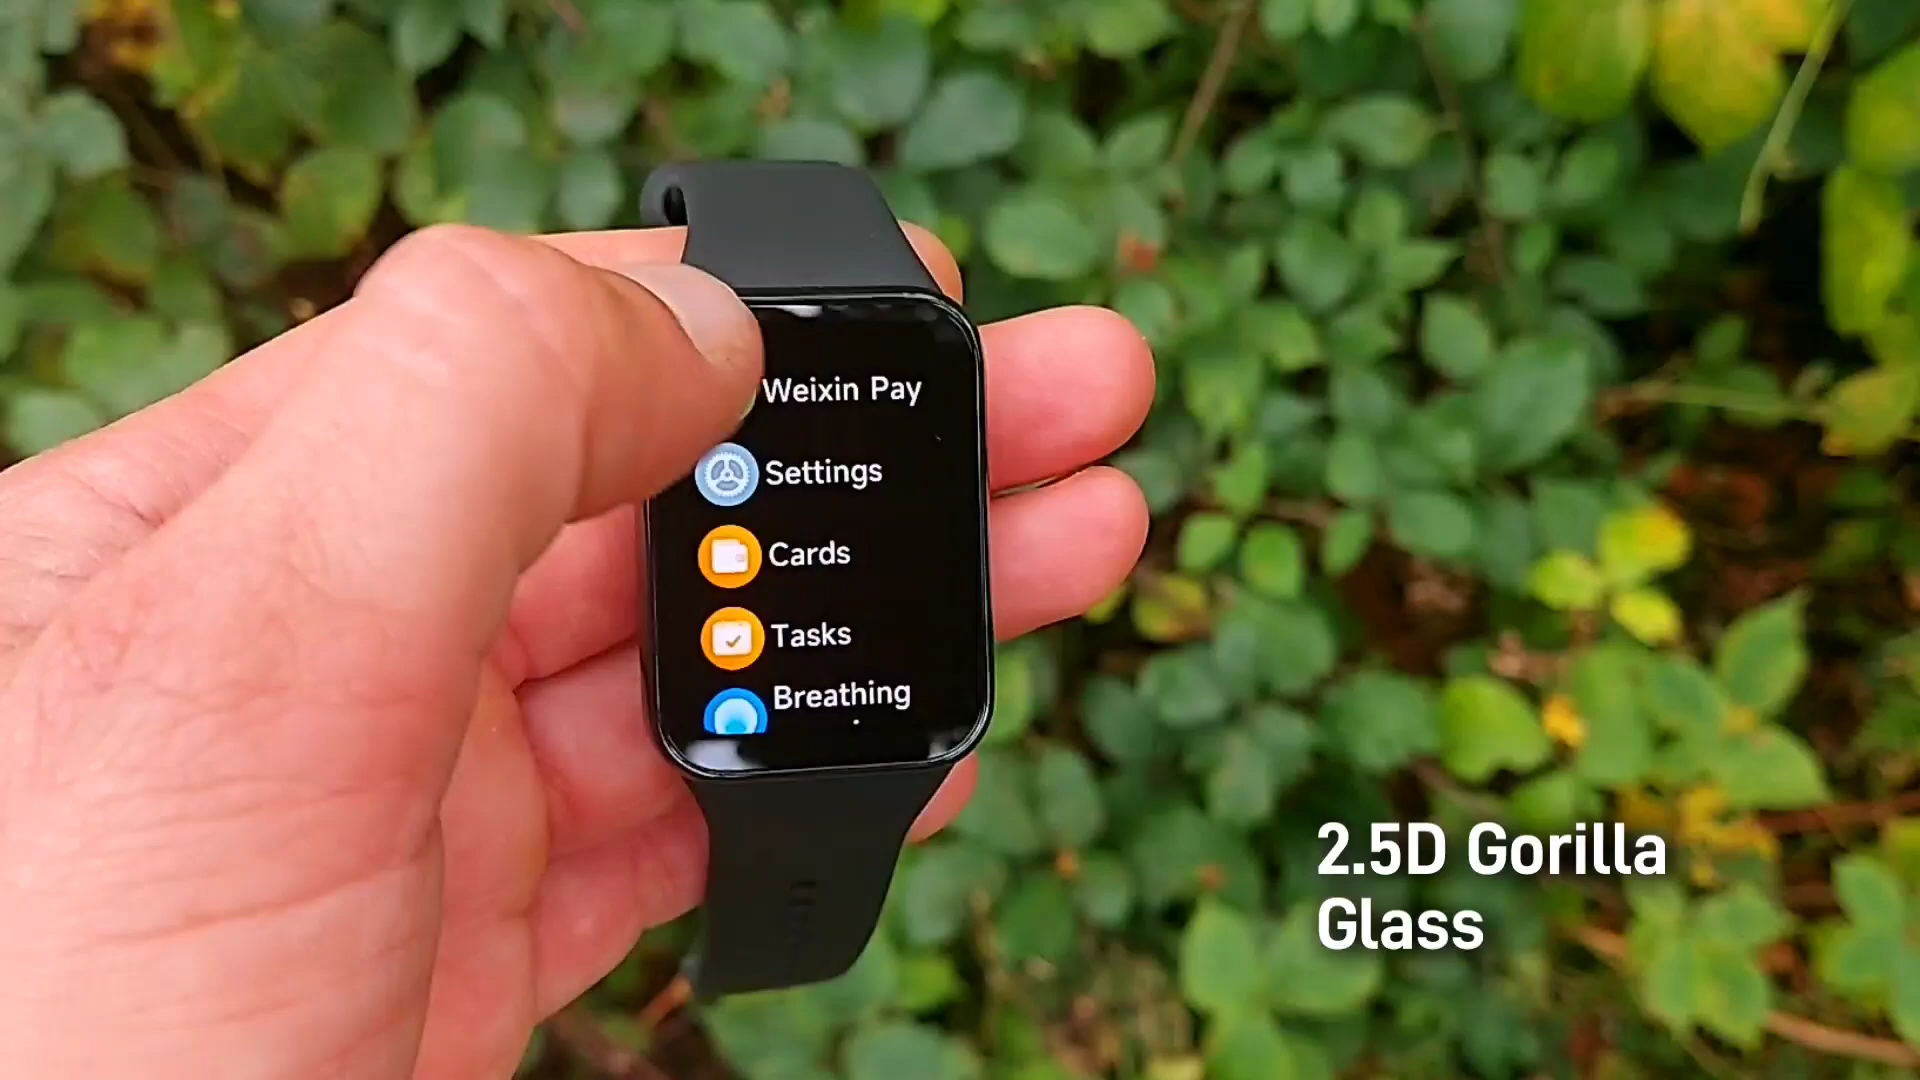 Weixin Pay
Settings
Cards
Tasks
Breathing
2.5D Gorilla
Glass